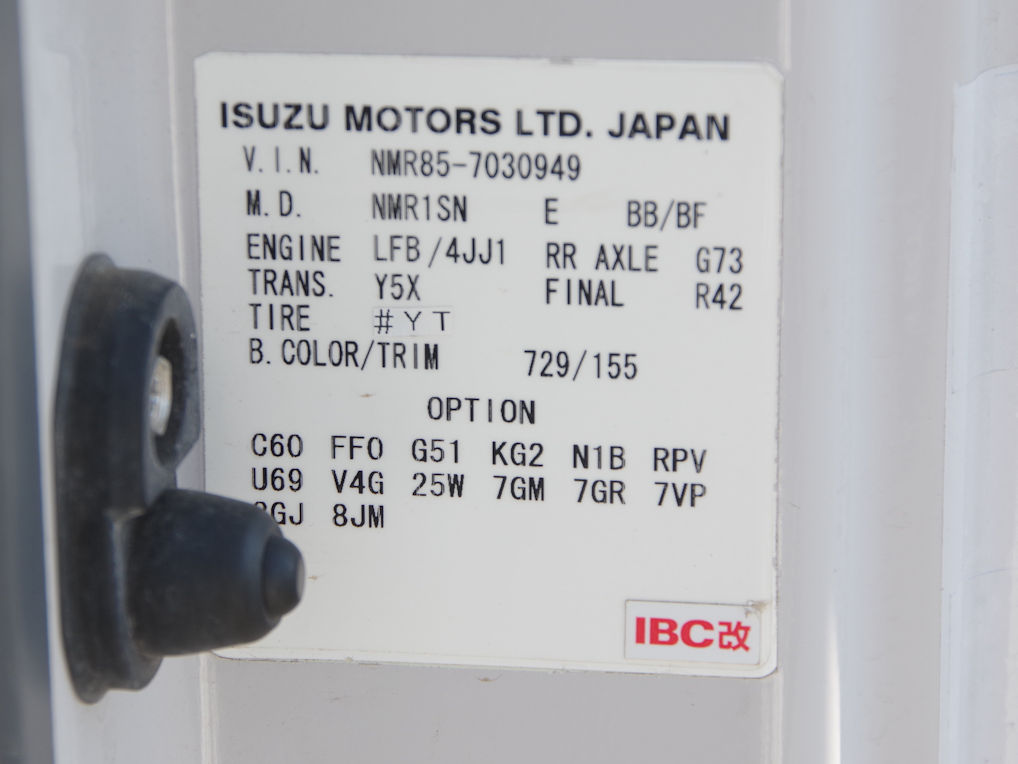 ISUZU MOTORS LTD. JAPAN
V.I.N. NMR85-7030949
M.D. NMR1SN E BB/BF
ENGINE LFB/4JJ1 RR AXLE G73
TRANS. Y5X FINAL R42
TIRE #YT
B.COLOR/TRIM 729/155
OPTION
C60 FF0 G51 KG2 N1B RPV
U69 V4G 25W 7GM 7GR 7VP
8JM
IBC改